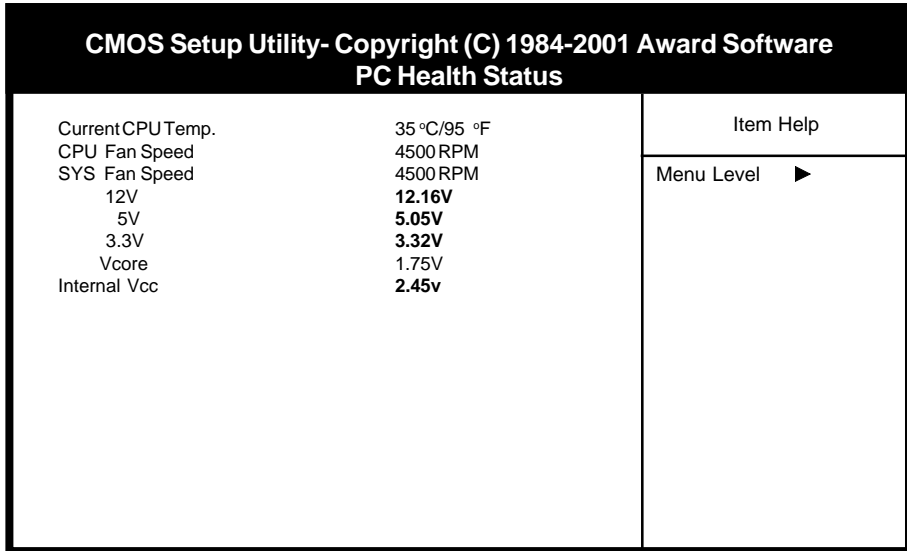 CMOS Setup Utility- Copyright (C) 1984-2001 Award Software
PC Health Status
Current CPU Temp. 35 °C/95 °F
CPU Fan Speed 4500 RPM
SYS Fan Speed 4500 RPM
12V 12.16V
5V 5.05V
3.3V 3.32V
Vcore 1.75V
Internal Vcc 2.45v
Item Help
Menu Level ▶